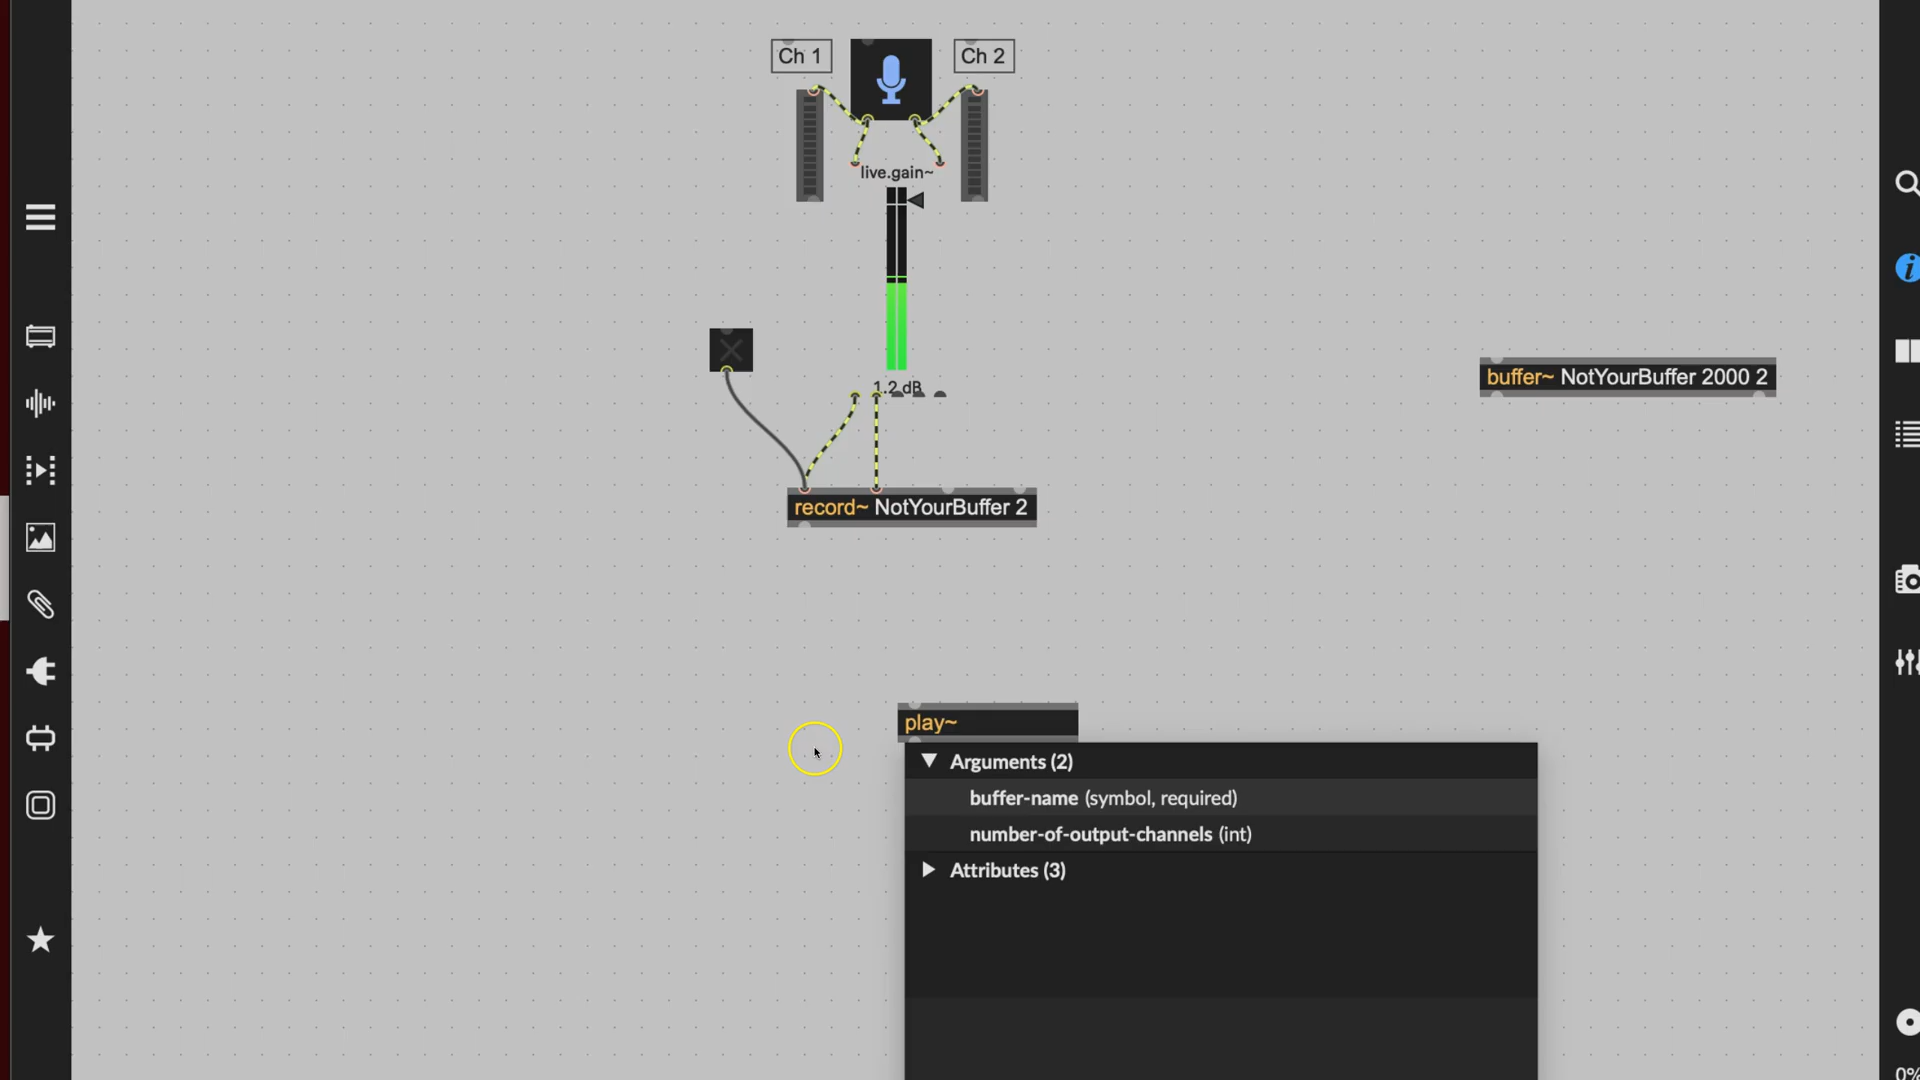 Ch 1
Ch 2
live.gain~
1.2 dB
buffer~ NotYourBuffer 2000 2
record~ NotYourBuffer 2
play~
Arguments (2)
buffer-name (symbol, required)
number-of-output-channels (int)
Attributes (3)
0%